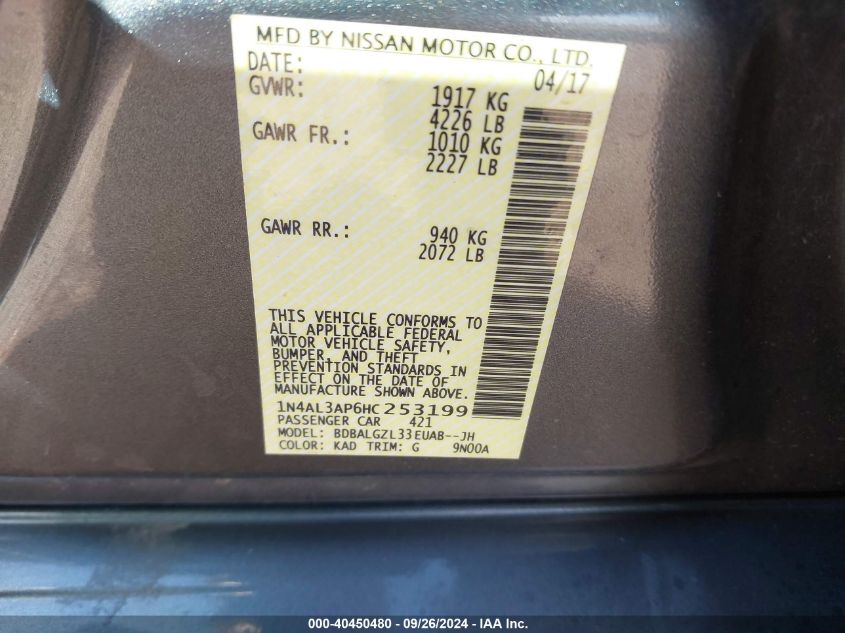 MFD BY NISSAN MOTOR CO., LTD.
DATE: 04/17
GVWR: 1917 KG
4226 LB
GAWR FR.: 1010 KG
2227 LB
GAWR RR.: 940 KG
2072 LB
THIS VEHICLE CONFORMS TO
ALL APPLICABLE FEDERAL
MOTOR VEHICLE SAFETY,
BUMPER, AND THEFT
PREVENTION STANDARDS IN
EFFECT ON THE DATE OF
MANUFACTURE SHOWN ABOVE.
1N4AL3AP6HC253199
PASSENGER CAR 421
MODEL: BDBALGZL33EUAB--JH
COLOR: KAD TRIM: G 9N00A
000-40450480 - 09/26/2024 - IAA Inc.